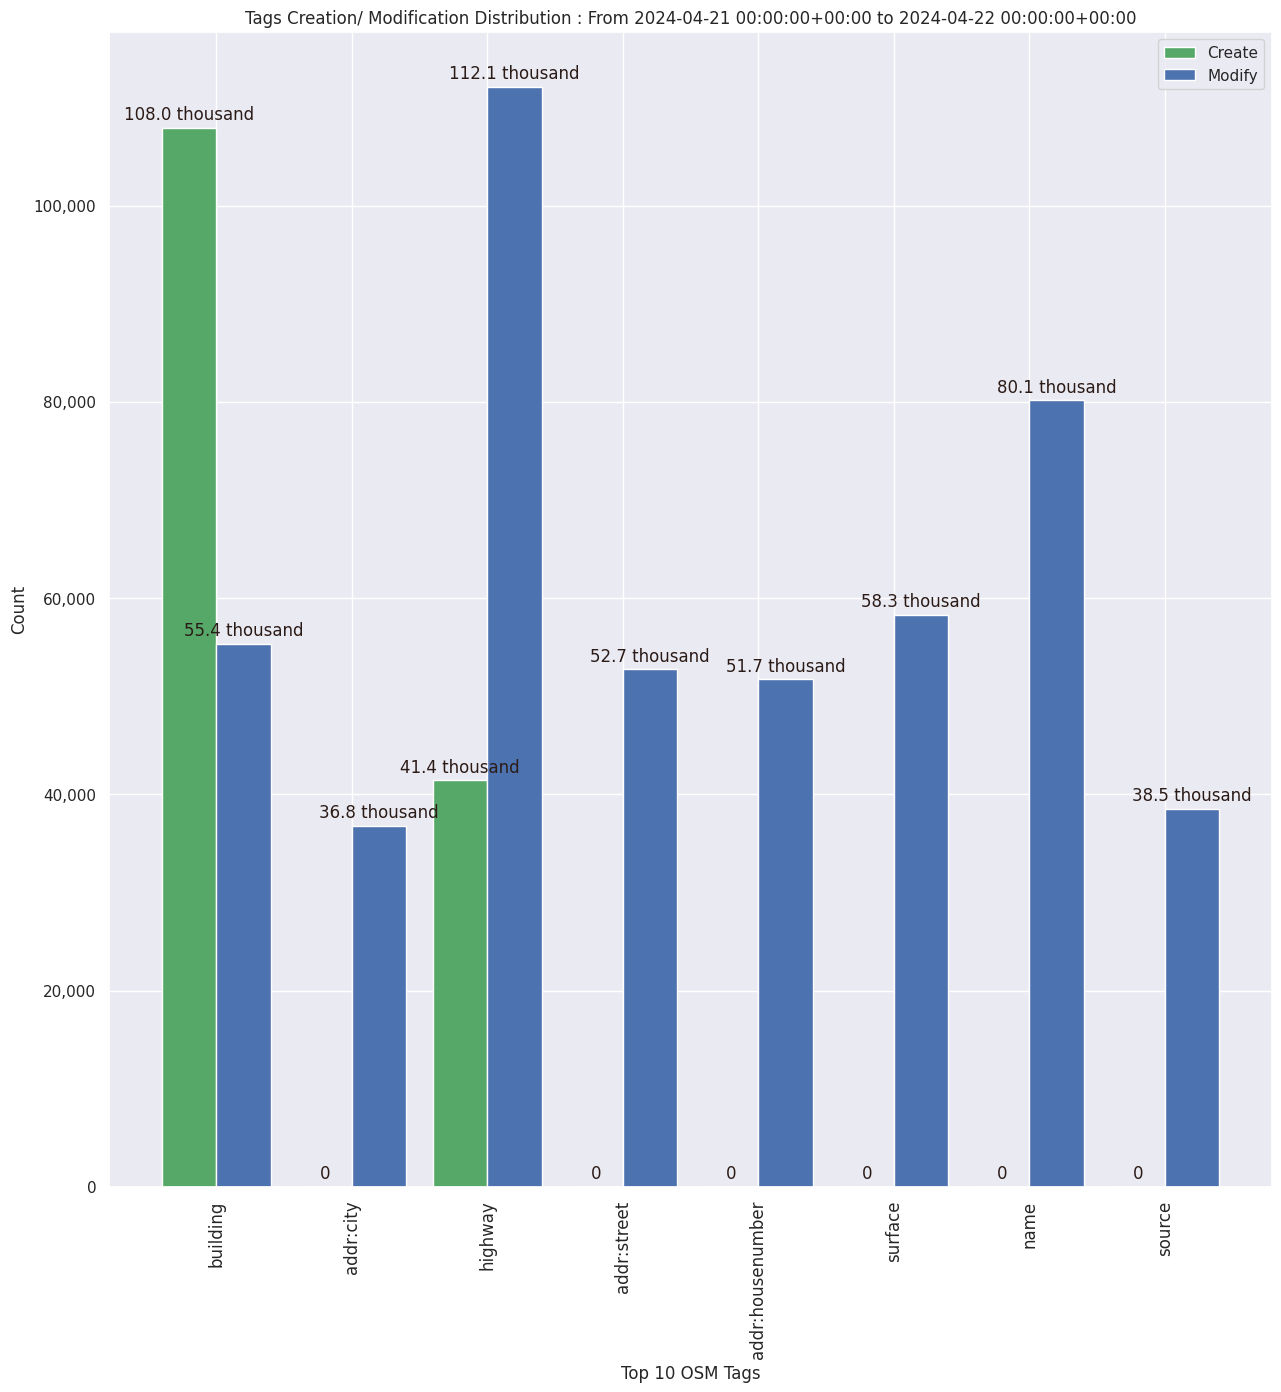 Tags Creation/ Modification Distribution : From 2024-04-21 00:00:00+00:00 to 2024-04-22 00:00:00+00:00
Create
Modify
112.1 thousand
108.0 thousand
80.1 thousand
58.3 thousand
55.4 thousand
52.7 thousand
51.7 thousand
41.4 thousand
36.8 thousand
38.5 thousand
0
0
0
0
0
0
100,000
80,000
60,000
40,000
20,000
0
Count
building
addr:city
highway
addr:street
addr:housenumber
surface
name
source
Top 10 OSM Tags